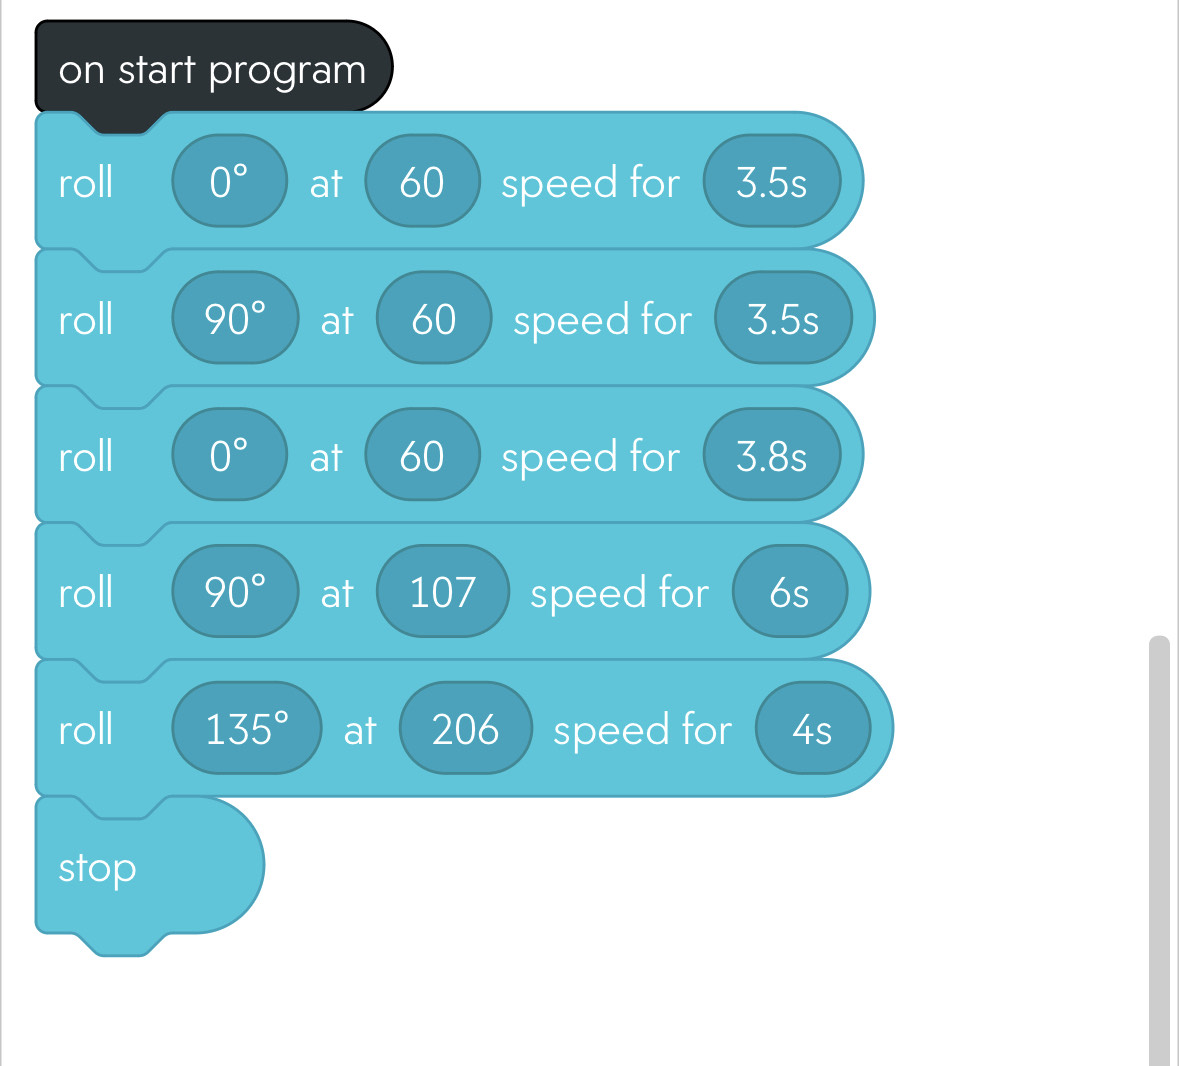 on start program
roll 0° at 60 speed for 3.5s
roll 90° at 60 speed for 3.5s
roll 0° at 60 speed for 3.8s
roll 90° at 107 speed for 6s
roll 135° at 206 speed for 4s
stop